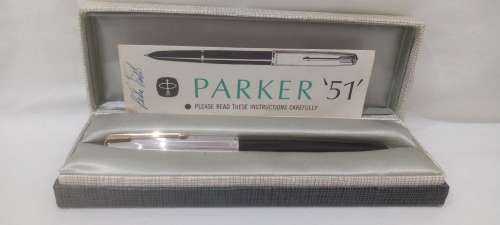 PARKER '51'
• PLEASE READ THESE INSTRUCTIONS CAREFULLY